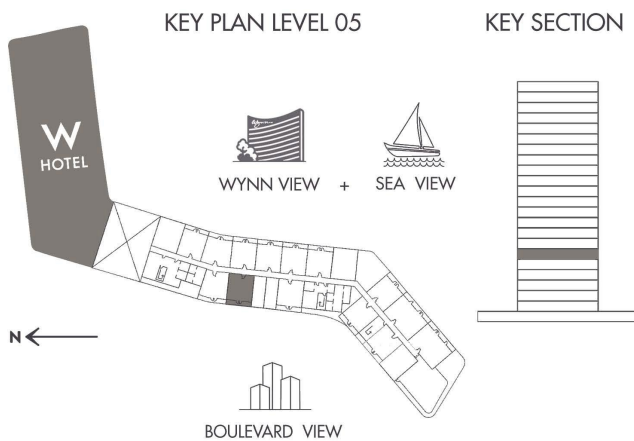 KEY PLAN LEVEL 05
KEY SECTION
W
HOTEL
WYNN VIEW + SEA VIEW
N
BOULEVARD VIEW